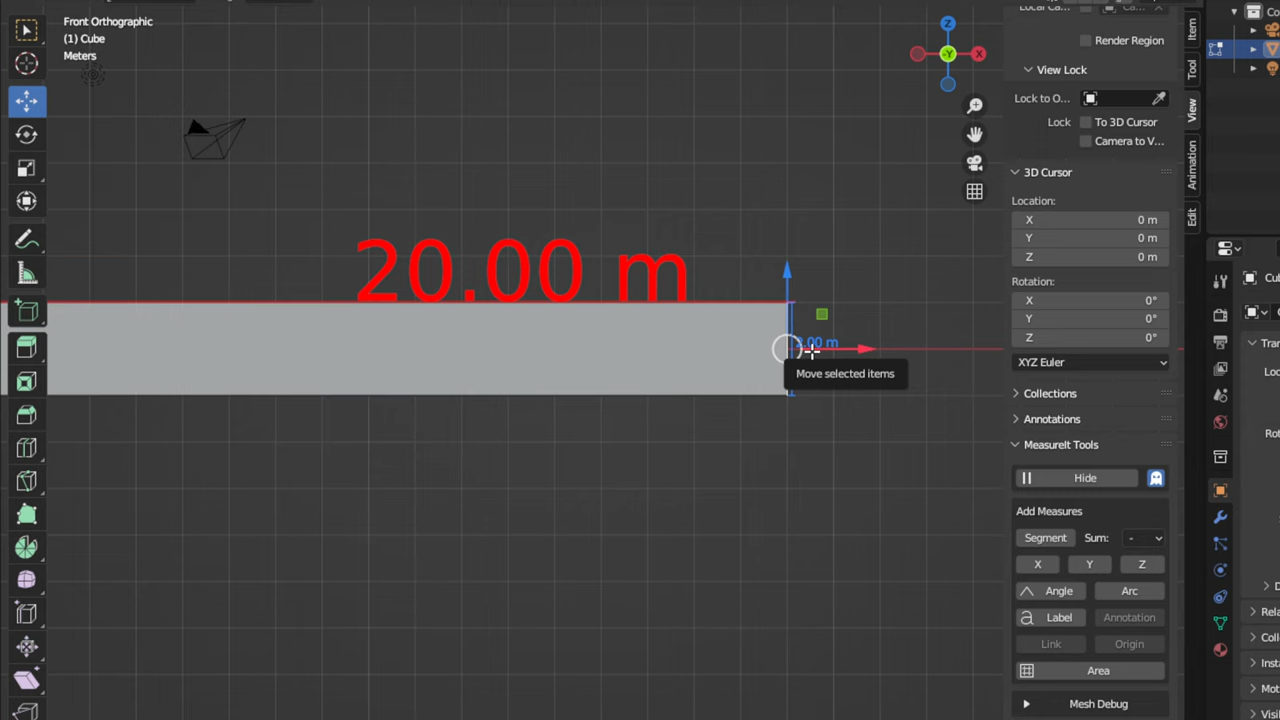 Front Orthographic
(1) Cube
Meters
Z
X
-Y
20.00 m
.00 m
Move selected items
Render Region
View Lock
Lock to O...
Lock
To 3D Cursor
Camera to V...
3D Cursor
Location:
X 0 m
Y 0 m
Z 0 m
Rotation:
X 0°
Y 0°
Z 0°
XYZ Euler
Collections
Annotations
MeasureIt Tools
Hide
Add Measures
Segment Sum: -
X Y Z
Angle Arc
Label Annotation
Link Origin
Area
Mesh Debug
Item
Tool
View
Animation
Edit